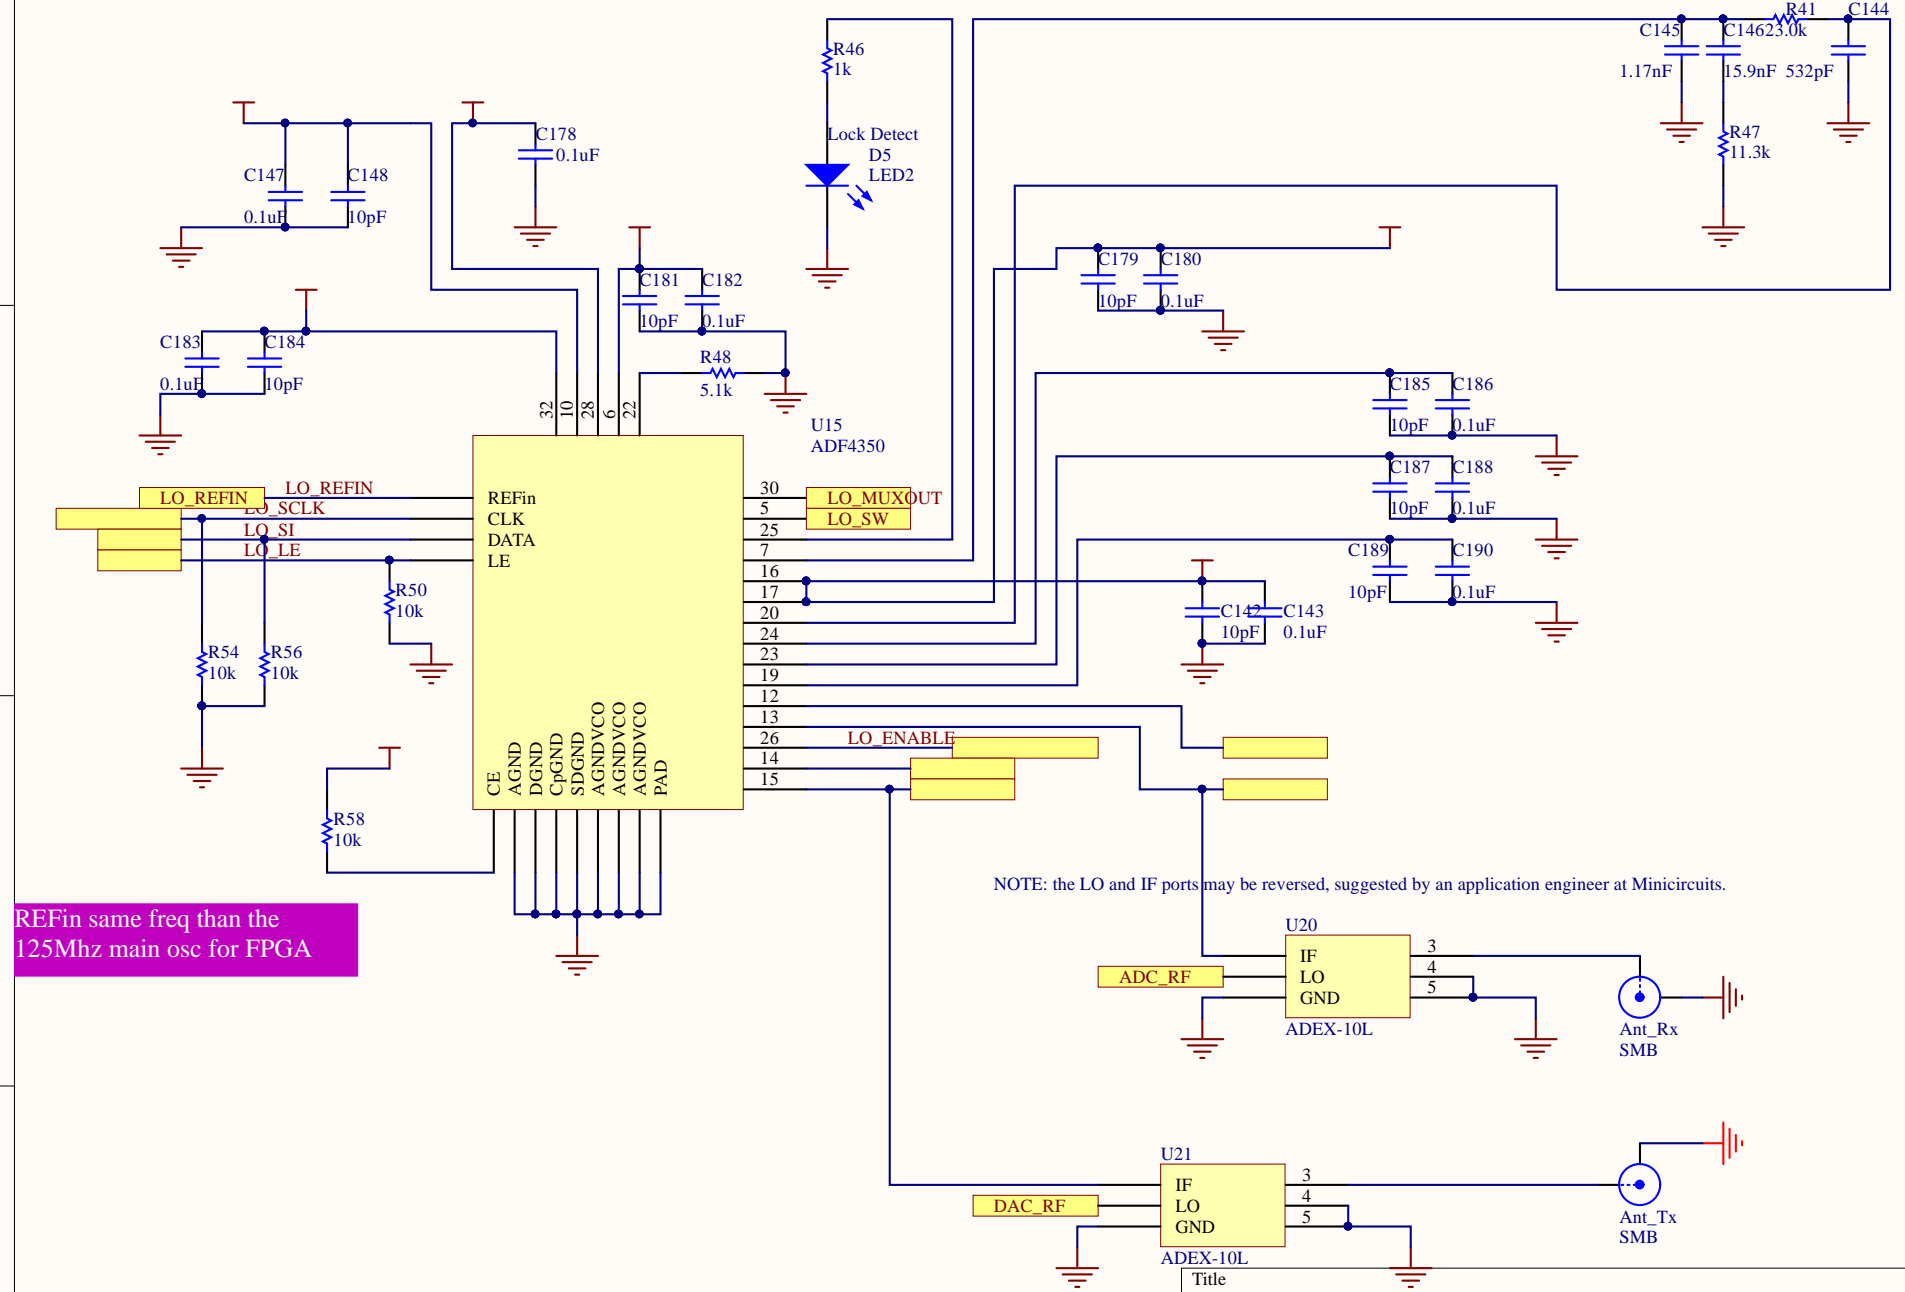 R41
C144
C145
C146
23.0k
1.17nF
15.9nF
532pF
R47
11.3k
R46
1k
Lock Detect
D5
LED2
C178
0.1uF
C147
C148
0.1uF
10pF
C181
C182
10pF
0.1uF
C179
C180
10pF
0.1uF
C183
C184
0.1uF
10pF
R48
5.1k
C185
C186
10pF
0.1uF
C187
C188
10pF
0.1uF
C189
C190
10pF
0.1uF
C142
C143
10pF
0.1uF
32
10
28
6
22
U15
ADF4350
LO_REFIN
LO_REFIN
LO_SCLK
LO_SI
LO_LE
REFin
CLK
DATA
LE
30
LO_MUXOUT
5
LO_SW
25
7
16
17
20
24
23
19
12
13
26
LO_ENABLE
14
15
R50
10k
R54
10k
R56
10k
R58
10k
CE
AGND
DGND
CpGND
SDGND
AGNDVCO
AGNDVCO
AGNDVCO
PAD
REFin same freq than the
125Mhz main osc for FPGA
NOTE: the LO and IF ports may be reversed, suggested by an application engineer at Minicircuits.
U20
IF
LO
GND
3
4
5
ADC_RF
ADEX-10L
Ant_Rx
SMB
U21
IF
LO
GND
3
4
5
DAC_RF
ADEX-10L
Ant_Tx
SMB
Title